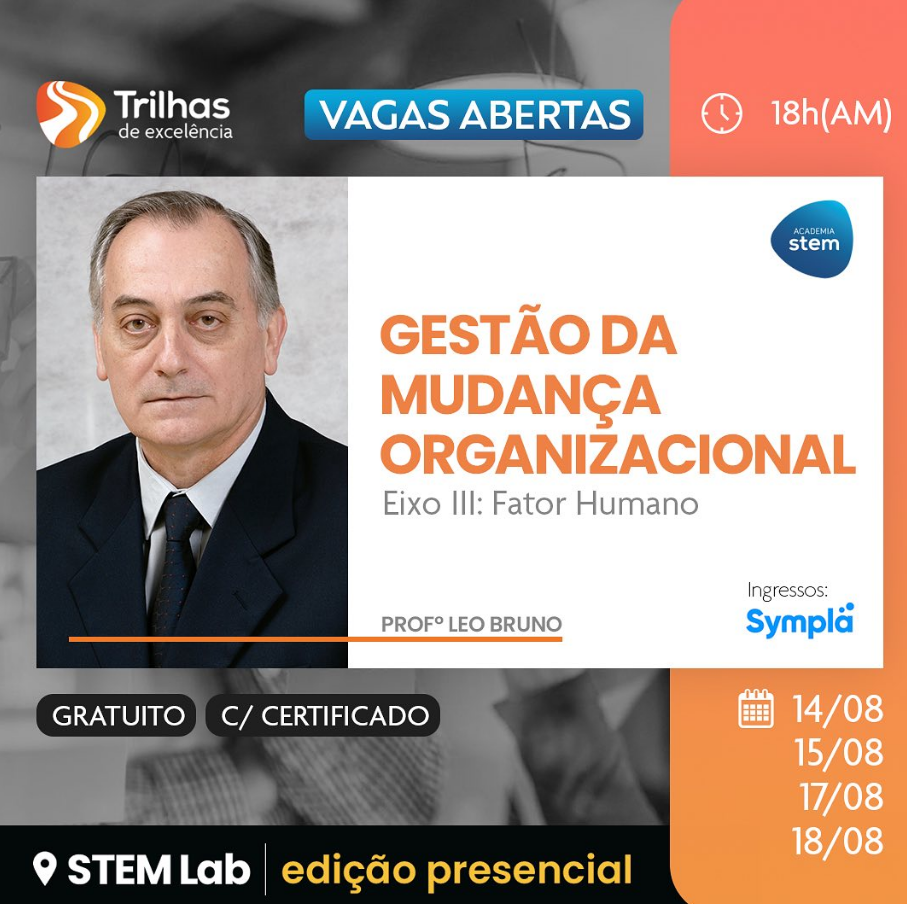 Trilhas
de excelência
VAGAS ABERTAS
18h(AM)
ACADEMIA
stem
GESTÃO DA
MUDANÇA
ORGANIZACIONAL
Eixo III: Fator Humano
Ingressos:
Sympla
PROFº LEO BRUNO
GRATUITO
C/ CERTIFICADO
14/08
15/08
17/08
18/08
STEM Lab | edição presencial